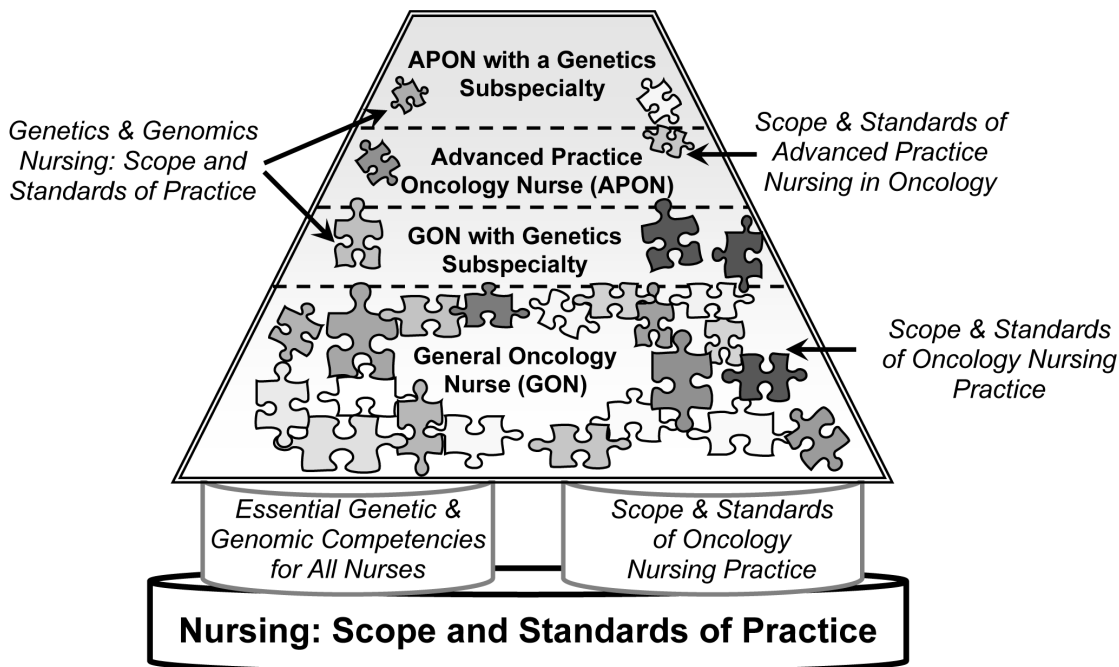 APON with a Genetics
Subspecialty
Genetics & Genomics
Nursing: Scope and
Standards of Practice
Scope & Standards of
Advanced Practice
Nursing in Oncology
Advanced Practice
Oncology Nurse (APON)
GON with Genetics
Subspecialty
General Oncology
Nurse (GON)
Scope & Standards
of Oncology Nursing
Practice
Essential Genetic &
Genomic Competencies
for All Nurses
Scope & Standards
of Oncology
Nursing Practice
Nursing: Scope and Standards of Practice